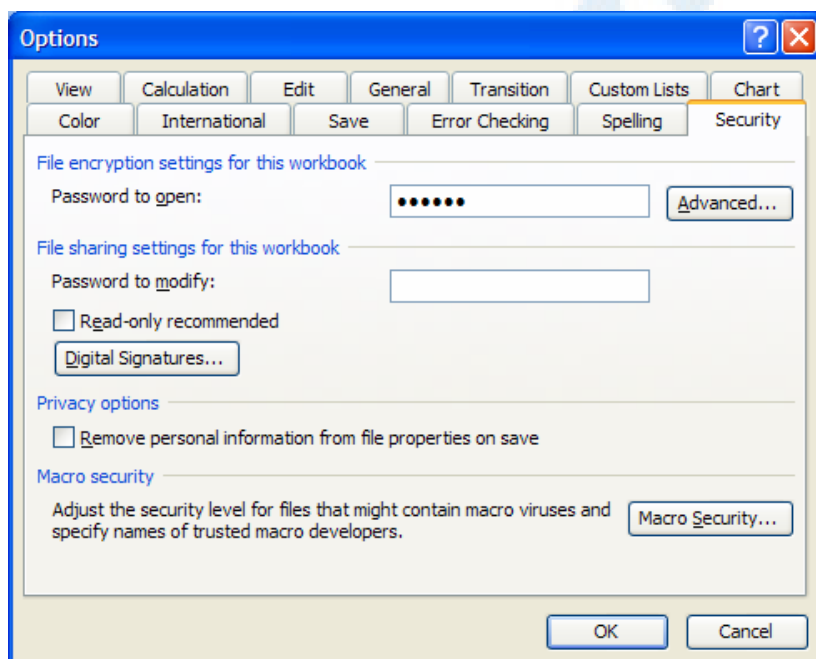 Options
View Calculation Edit General Transition Custom Lists Chart
Color International Save Error Checking Spelling Security
File encryption settings for this workbook
Password to open: ●●●●●● Advanced...
File sharing settings for this workbook
Password to modify:
Read-only recommended
Digital Signatures...
Privacy options
Remove personal information from file properties on save
Macro security
Adjust the security level for files that might contain macro viruses and
specify names of trusted macro developers.
Macro Security...
OK Cancel